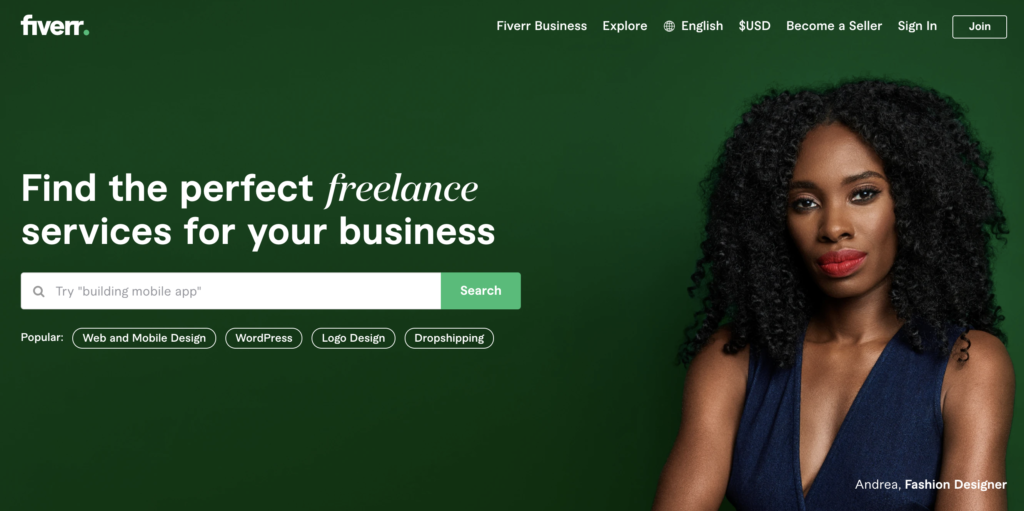 fiverr.
Fiverr Business Explore English $USD Become a Seller Sign In Join
Find the perfect freelance
services for your business
Try "building mobile app" Search
Popular: Web and Mobile Design WordPress Logo Design Dropshipping
Andrea, Fashion Designer